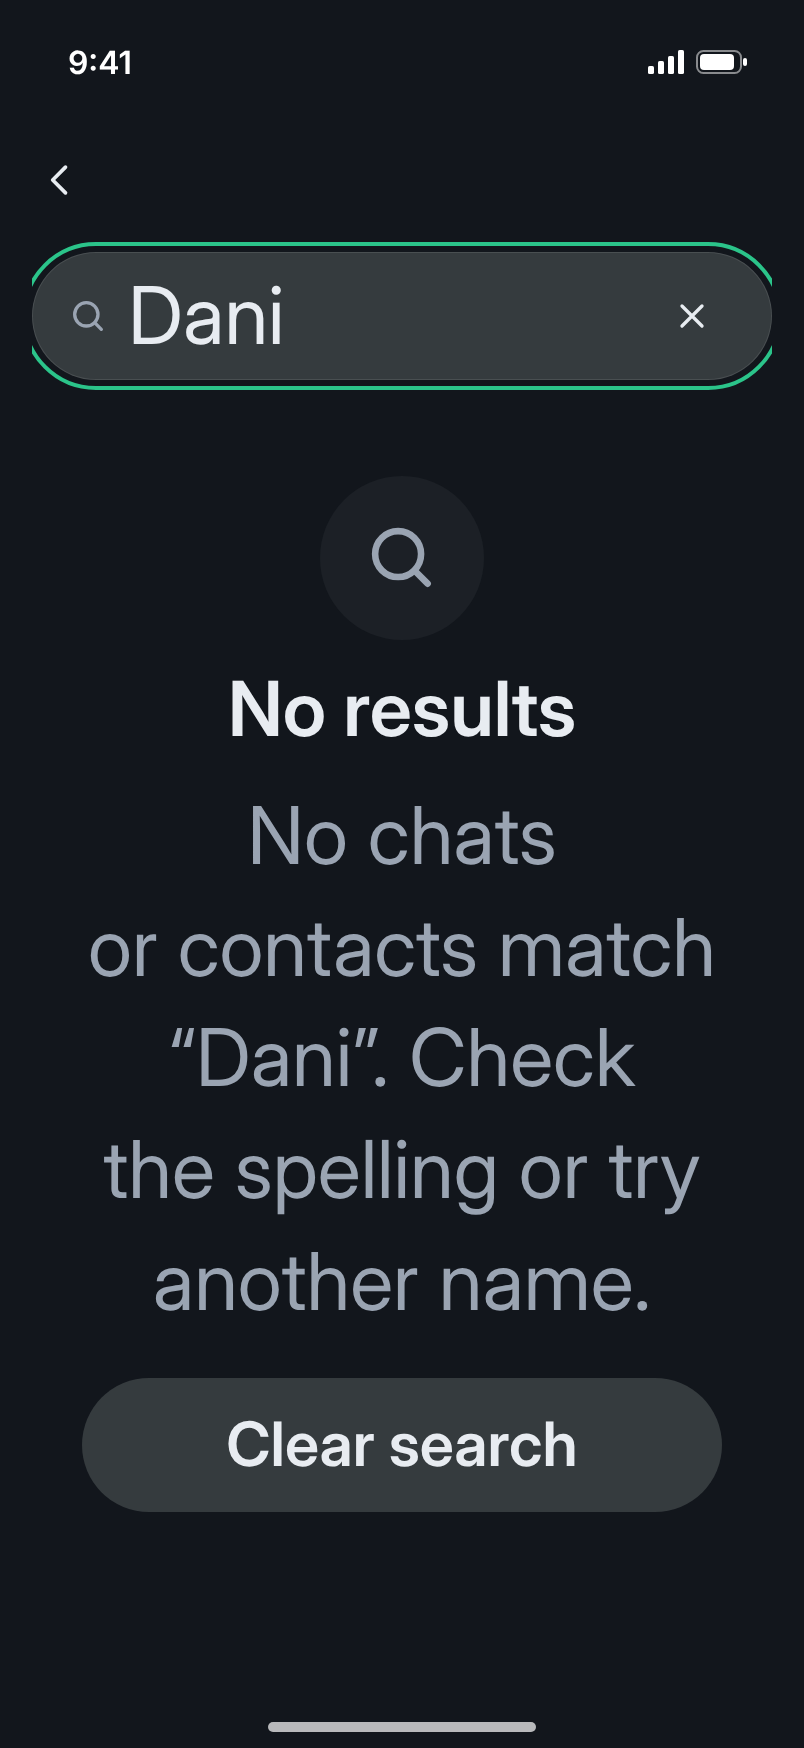 9:41
Dani
No results
No chats
or contacts match
“Dani”. Check
the spelling or try
another name.
Clear search